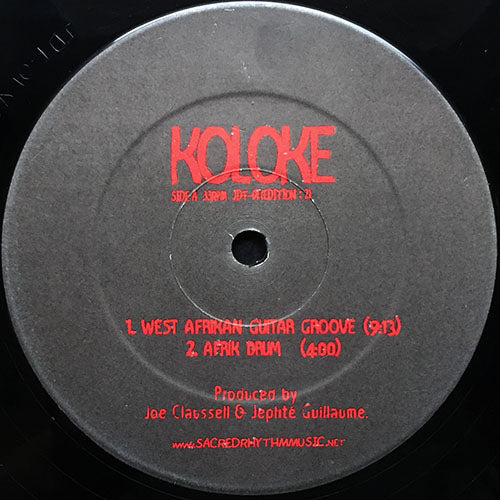 KOLOKE
SIDE A 33RPM
1. WEST AFRIKAN GUITAR GROOVE (9:13)
2. AFRIK DRUM (4:00)
Produced by
Joe Claussell & Jephté Guillaume.
www.SACREDRHYTHMMUSIC.NET